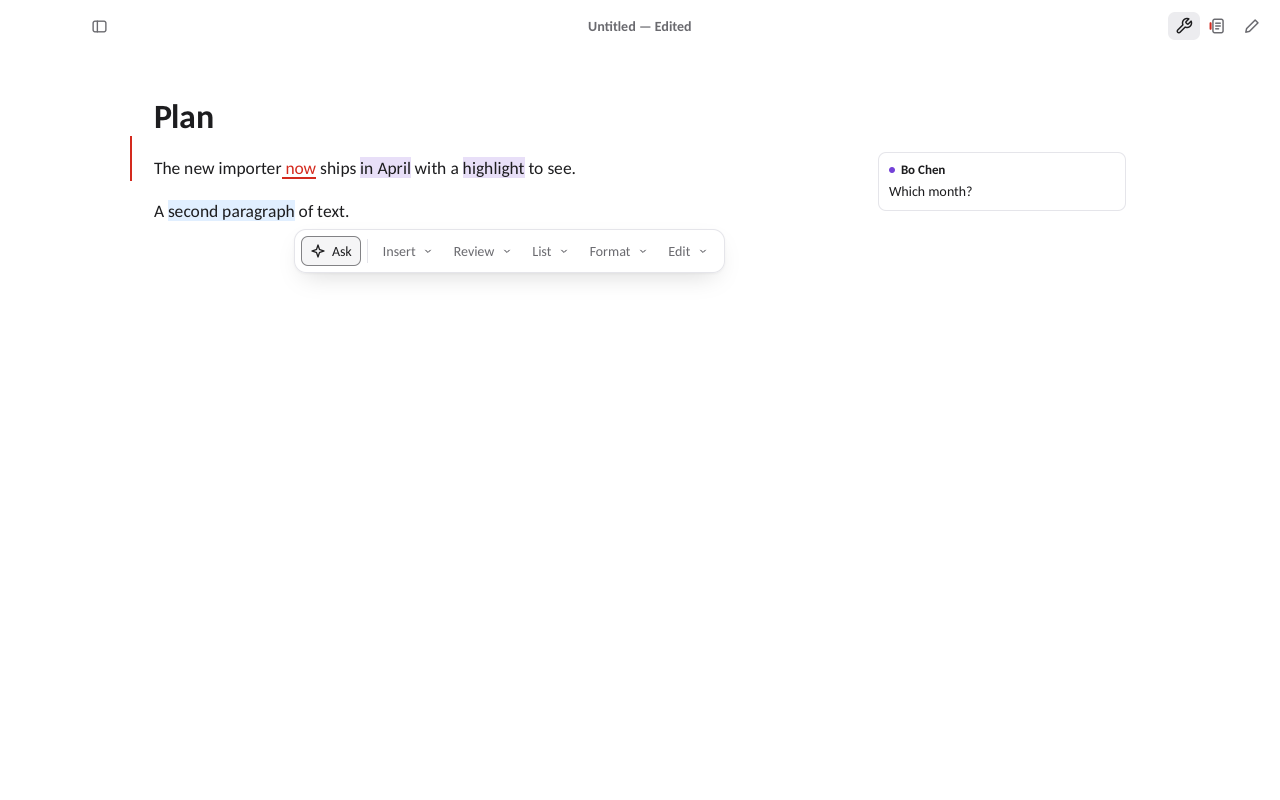 Untitled — Edited
Plan
The new importer now ships in April with a highlight to see.
Bo Chen
Which month?
A second paragraph of text.
Ask Insert Review List Format Edit